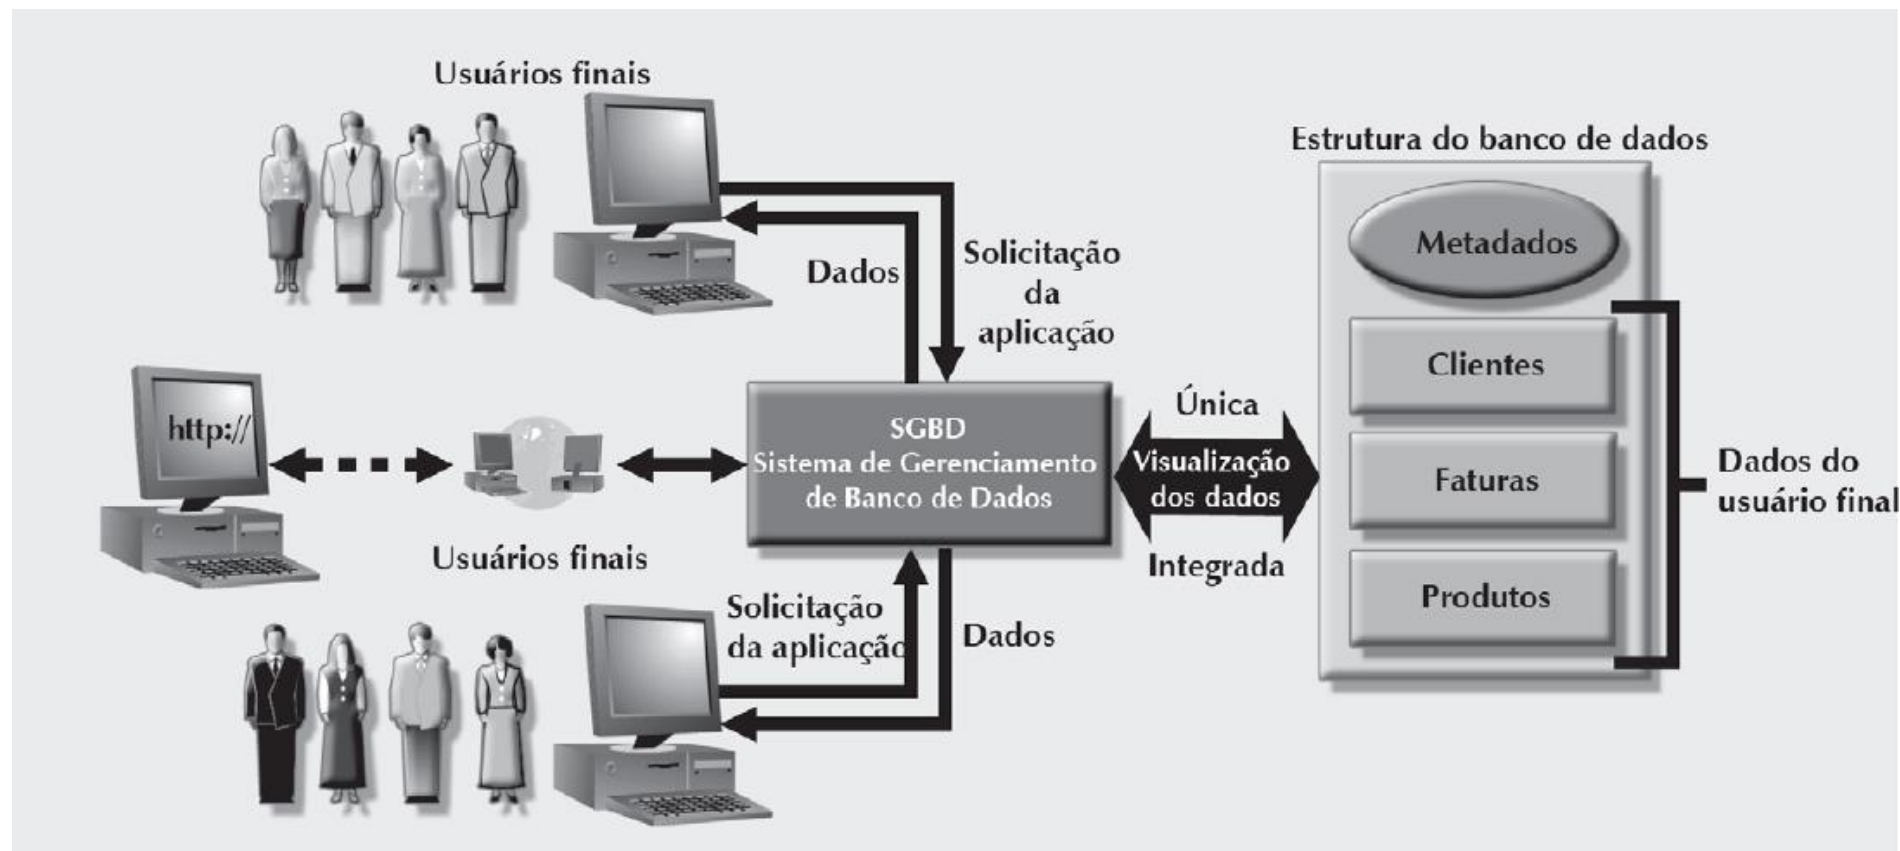 Usuários finais
Dados
Solicitação
da
aplicação
http://
SGBD
Sistema de Gerenciamento
de Banco de Dados
Única
Visualização
dos dados
Integrada
Usuários finais
Solicitação
da aplicação
Dados
Estrutura do banco de dados
Metadados
Clientes
Faturas
Produtos
Dados do
usuário final